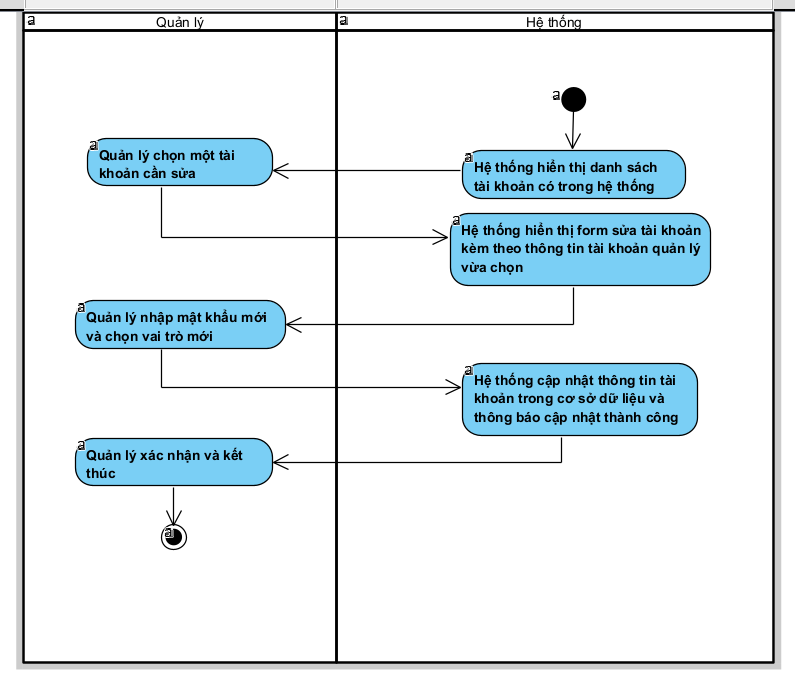 a
Quản lý
a
Hệ thống
a
a
Hệ thống hiển thị danh sách
tài khoản có trong hệ thống
a
Quản lý chọn một tài
khoản cần sửa
a
Hệ thống hiển thị form sửa tài khoản
kèm theo thông tin tài khoản quản lý
vừa chọn
a
Quản lý nhập mật khẩu mới
và chọn vai trò mới
a
Hệ thống cập nhật thông tin tài
khoản trong cơ sở dữ liệu và
thông báo cập nhật thành công
a
Quản lý xác nhận và kết
thúc
a